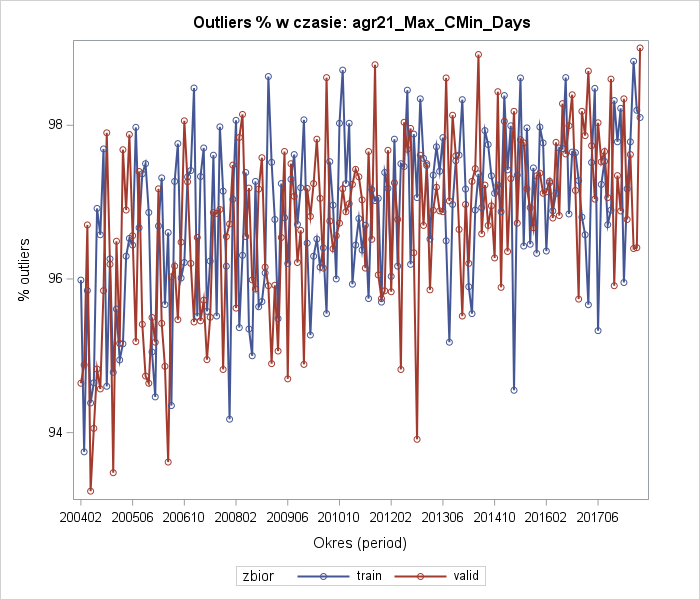 Outliers % w czasie: agr21_Max_CMin_Days
% outliers
98
96
94
200402 200506 200610 200802 200906 201010 201202 201306 201410 201602 201706
Okres (period)
zbior train valid